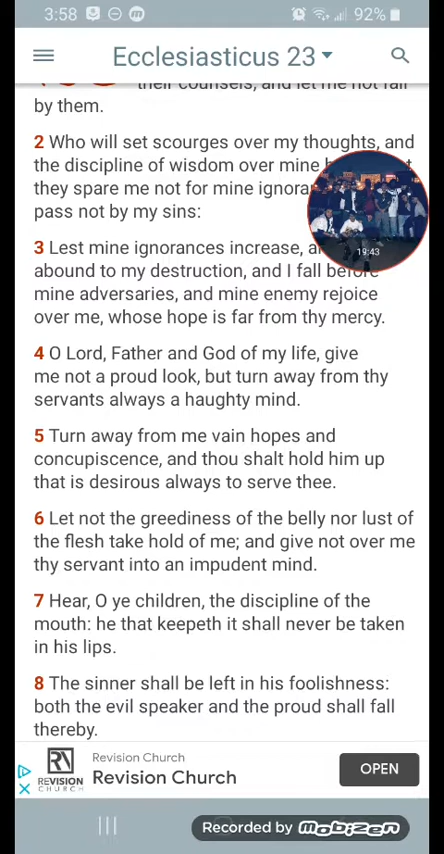 3:58 92%
Ecclesiasticus 23
their counsels, and let me not fall
by them.
2 Who will set scourges over my thoughts, and
the discipline of wisdom over mine
they spare me not for mine
pass not by my sins:
19:43
3 Lest mine ignorances increase,
abound to my destruction, and I fall before
mine adversaries, and mine enemy rejoice
over me, whose hope is far from thy mercy.
4 O Lord, Father and God of my life, give
me not a proud look, but turn away from thy
servants always a haughty mind.
5 Turn away from me vain hopes and
concupiscence, and thou shalt hold him up
that is desirous always to serve thee.
6 Let not the greediness of the belly nor lust of
the flesh take hold of me; and give not over me
thy servant into an impudent mind.
7 Hear, O ye children, the discipline of the
mouth: he that keepeth it shall never be taken
in his lips.
8 The sinner shall be left in his foolishness:
both the evil speaker and the proud shall fall
thereby.
REVISION
CHURCH
Revision Church
Revision Church
OPEN
Recorded by Mobizen